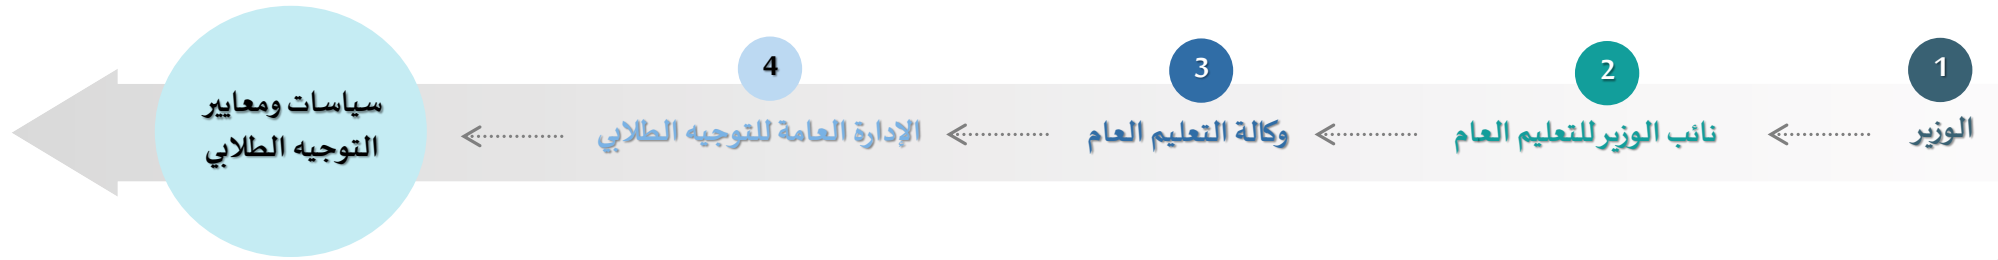 1
الوزير
2
نائب الوزير للتعليم العام
3
وكالة التعليم العام
4
الإدارة العامة للتوجيه الطلابي
سياسات ومعايير
التوجيه الطلابي